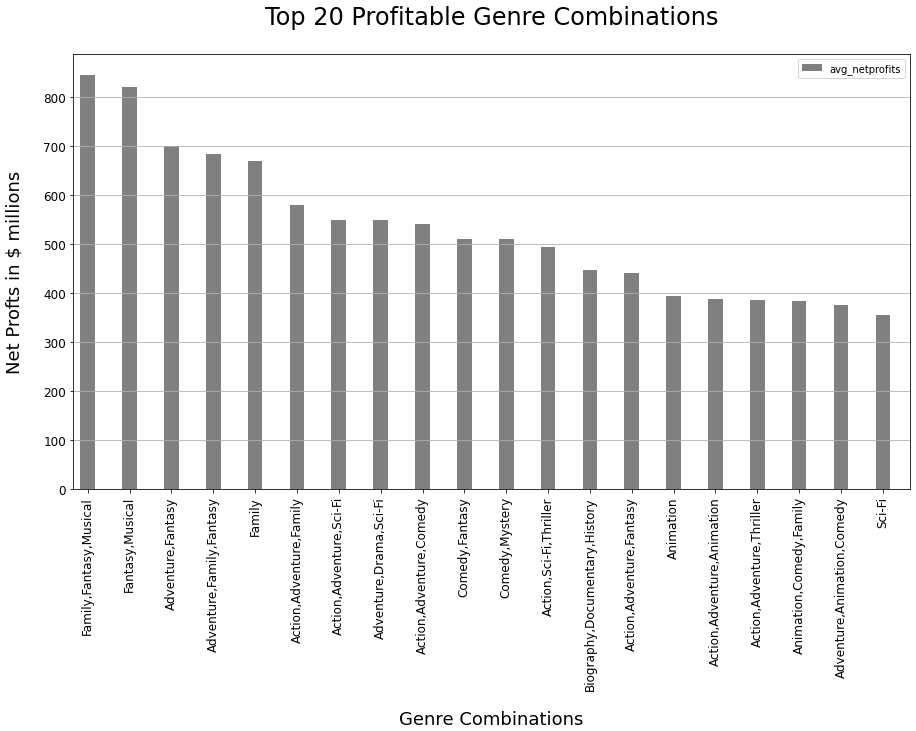 Top 20 Profitable Genre Combinations
avg_netprofits
Net Profts in $ millions
800
700
600
500
400
300
200
100
0
Family,Fantasy,Musical
Fantasy,Musical
Adventure,Fantasy
Adventure,Family,Fantasy
Family
Action,Adventure,Family
Action,Adventure,Sci-Fi
Adventure,Drama,Sci-Fi
Action,Adventure,Comedy
Comedy,Fantasy
Comedy,Mystery
Action,Sci-Fi,Thriller
Biography,Documentary,History
Action,Adventure,Fantasy
Animation
Action,Adventure,Animation
Action,Adventure,Thriller
Animation,Comedy,Family
Adventure,Animation,Comedy
Sci-Fi
Genre Combinations